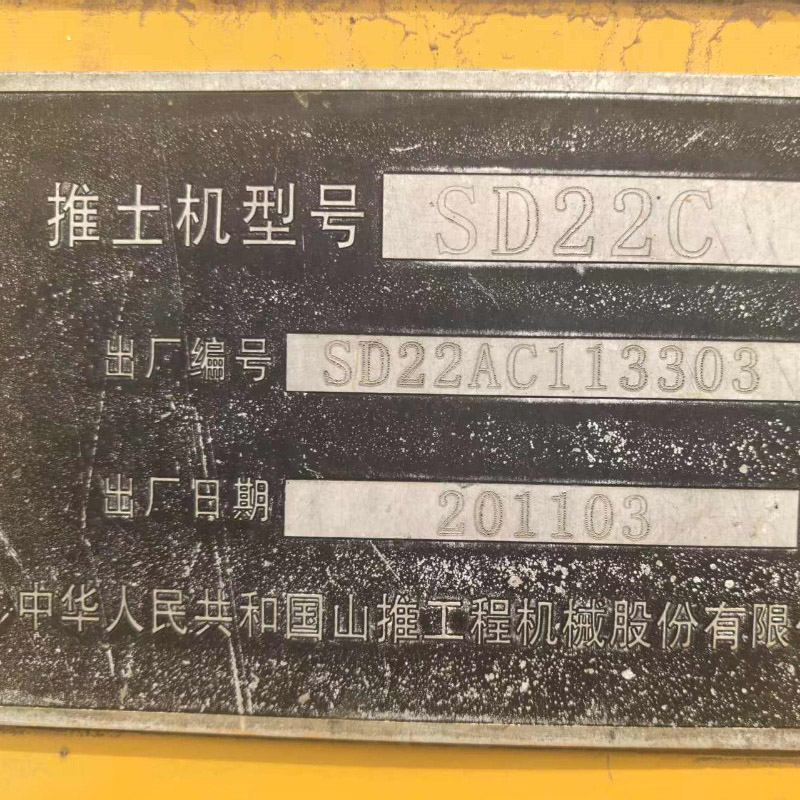 推土机型号 SD22C
出厂编号 SD22AC113303
出厂日期 201103
中华人民共和国山推工程机械股份有限